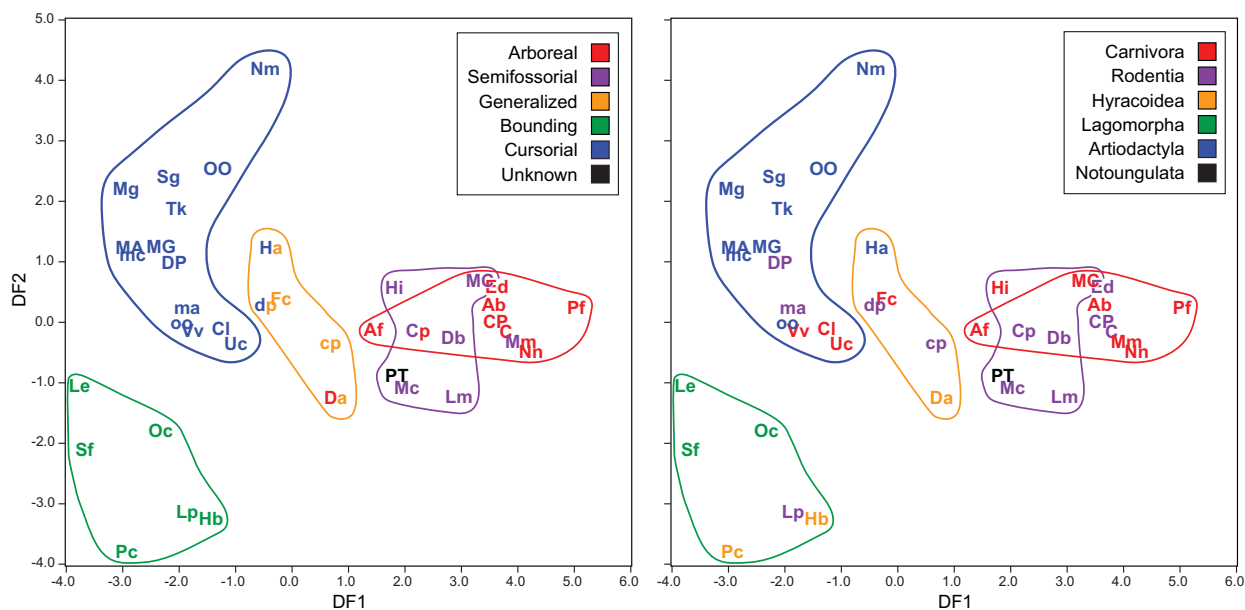 5.0
4.0
3.0
2.0
1.0
0.0
-1.0
-2.0
-3.0
-4.0
DF2
Arboreal
Semifossorial
Generalized
Bounding
Cursorial
Unknown
Nm
Sg
OO
Mg
Tk
MA
MG
mc
DP
Ha
Hi
MC
Ed
ma
dp
Fc
Ab
Pf
oo
Vv
Cl
Uc
cp
Af
Cp
Db
CP
C
Mm
Nn
PT
Mc
Lm
Da
Le
Oc
Sf
Lp
Hb
Pc
-4.0 -3.0 -2.0 -1.0 0.0 1.0 2.0 3.0 4.0 5.0 6.0
DF1
Carnivora
Rodentia
Hyracoidea
Lagomorpha
Artiodactyla
Notoungulata
Nm
Sg
OO
Mg
Tk
MA
MG
mc
DP
Ha
Hi
MC
Ed
ma
dp
Fc
Ab
Pf
oo
Vv
Cl
Uc
cp
Af
Cp
Db
CP
C
Mm
Nn
PT
Mc
Lm
Da
Le
Oc
Sf
Lp
Hb
Pc
-4.0 -3.0 -2.0 -1.0 0.0 1.0 2.0 3.0 4.0 5.0 6.0
DF1